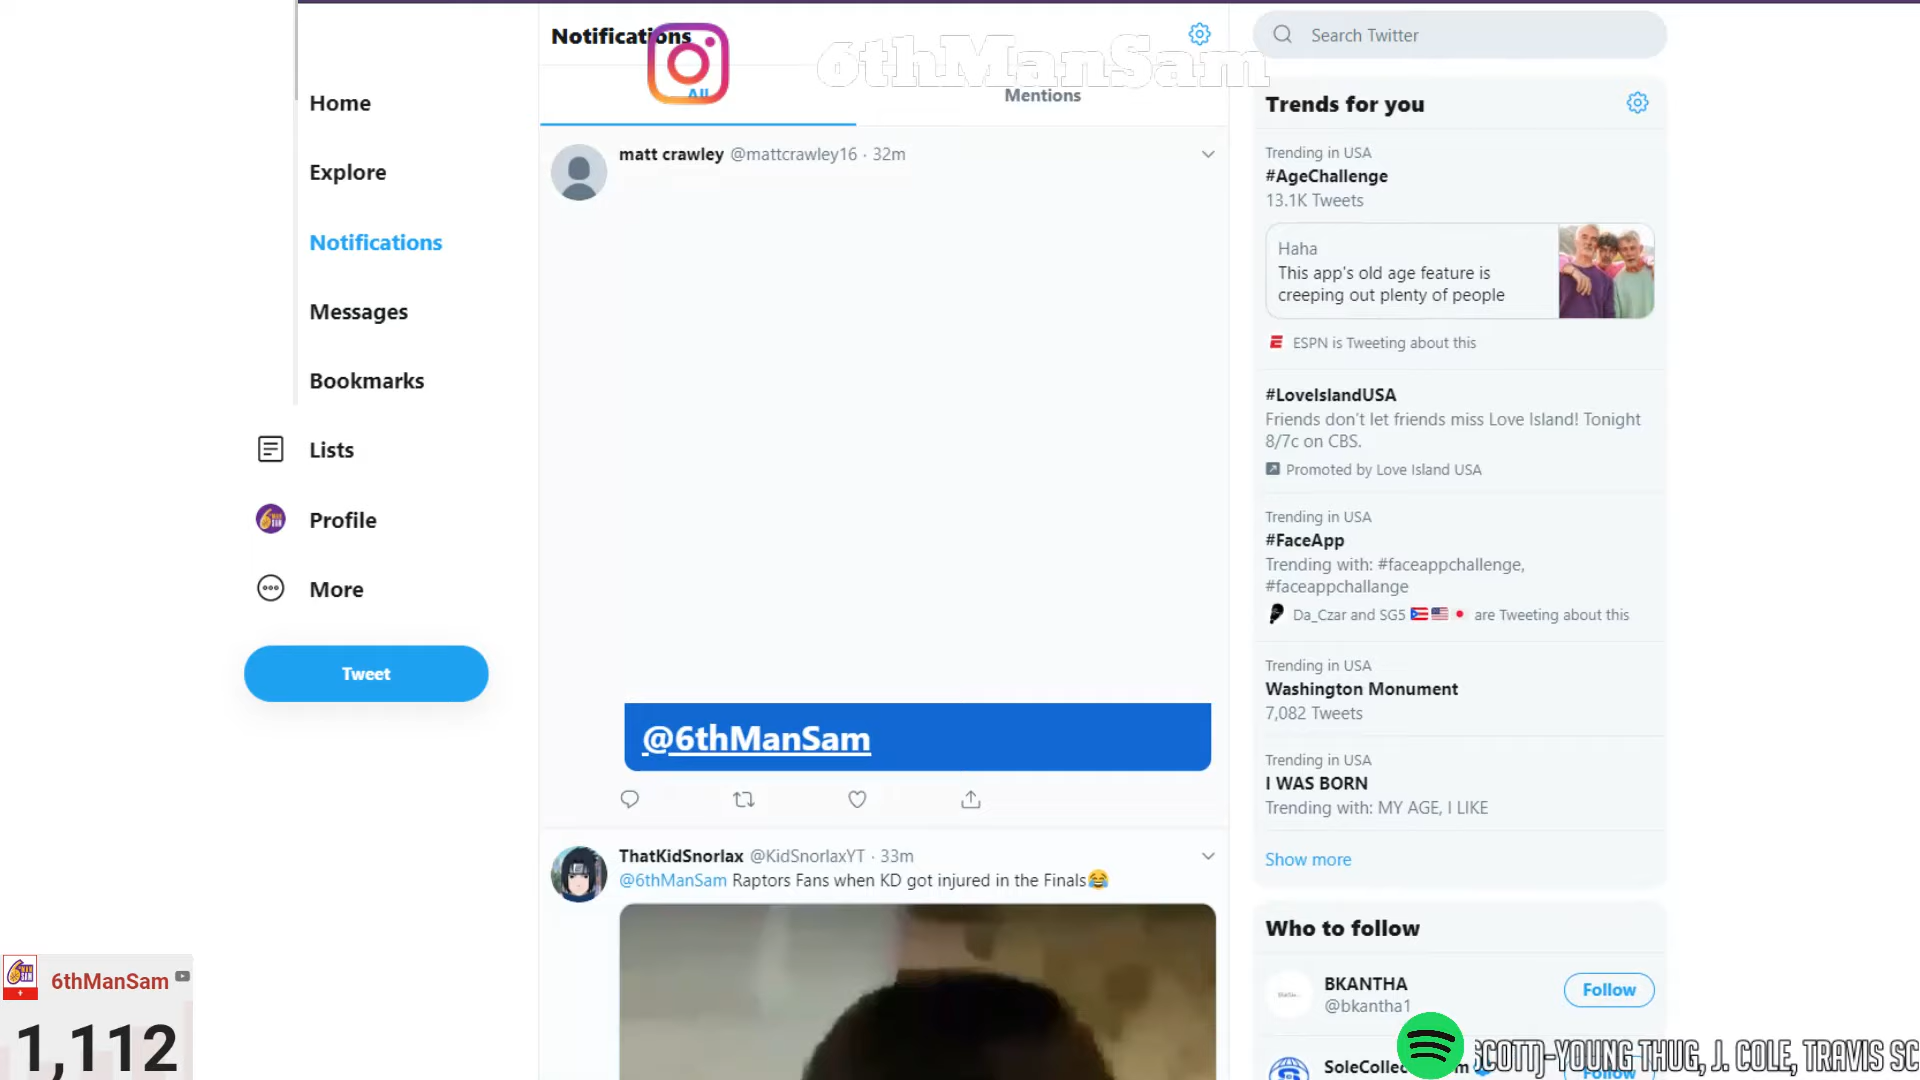 Notifications
6thManSam
All
Mentions
Home
Explore
Notifications
Messages
Bookmarks
Lists
Profile
More
Tweet
matt crawley @mattcrawley16 · 32m
@6thManSam
ThatKidSnorlax @KidSnorlaxYT · 33m
@6thManSam Raptors Fans when KD got injured in the Finals😂
Search Twitter
Trends for you
Trending in USA
#AgeChallenge
13.1K Tweets
Haha
This app's old age feature is
creeping out plenty of people
ESPN is Tweeting about this
#LoveIslandUSA
Friends don't let friends miss Love Island! Tonight
8/7c on CBS.
Promoted by Love Island USA
Trending in USA
#FaceApp
Trending with: #faceappchallenge,
#faceappchallange
Da_Czar and SG5 🇵🇷🇺🇸🇯🇵 are Tweeting about this
Trending in USA
Washington Monument
7,082 Tweets
Trending in USA
I WAS BORN
Trending with: MY AGE, I LIKE
Show more
Who to follow
BKANTHA
@bkantha1
Follow
Follow
6thManSam
1,112
SCOTT)-YOUNG THUG, J. COLE, TRAVIS SC